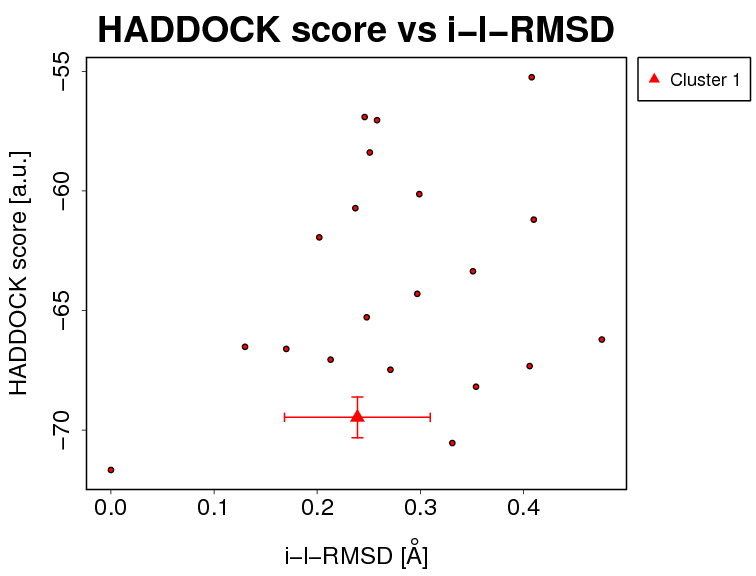 HADDOCK score vs i−l−RMSD
Cluster 1
HADDOCK score [a.u.]
−55
−60
−65
−70
0.0 0.1 0.2 0.3 0.4
i−l−RMSD [Å]